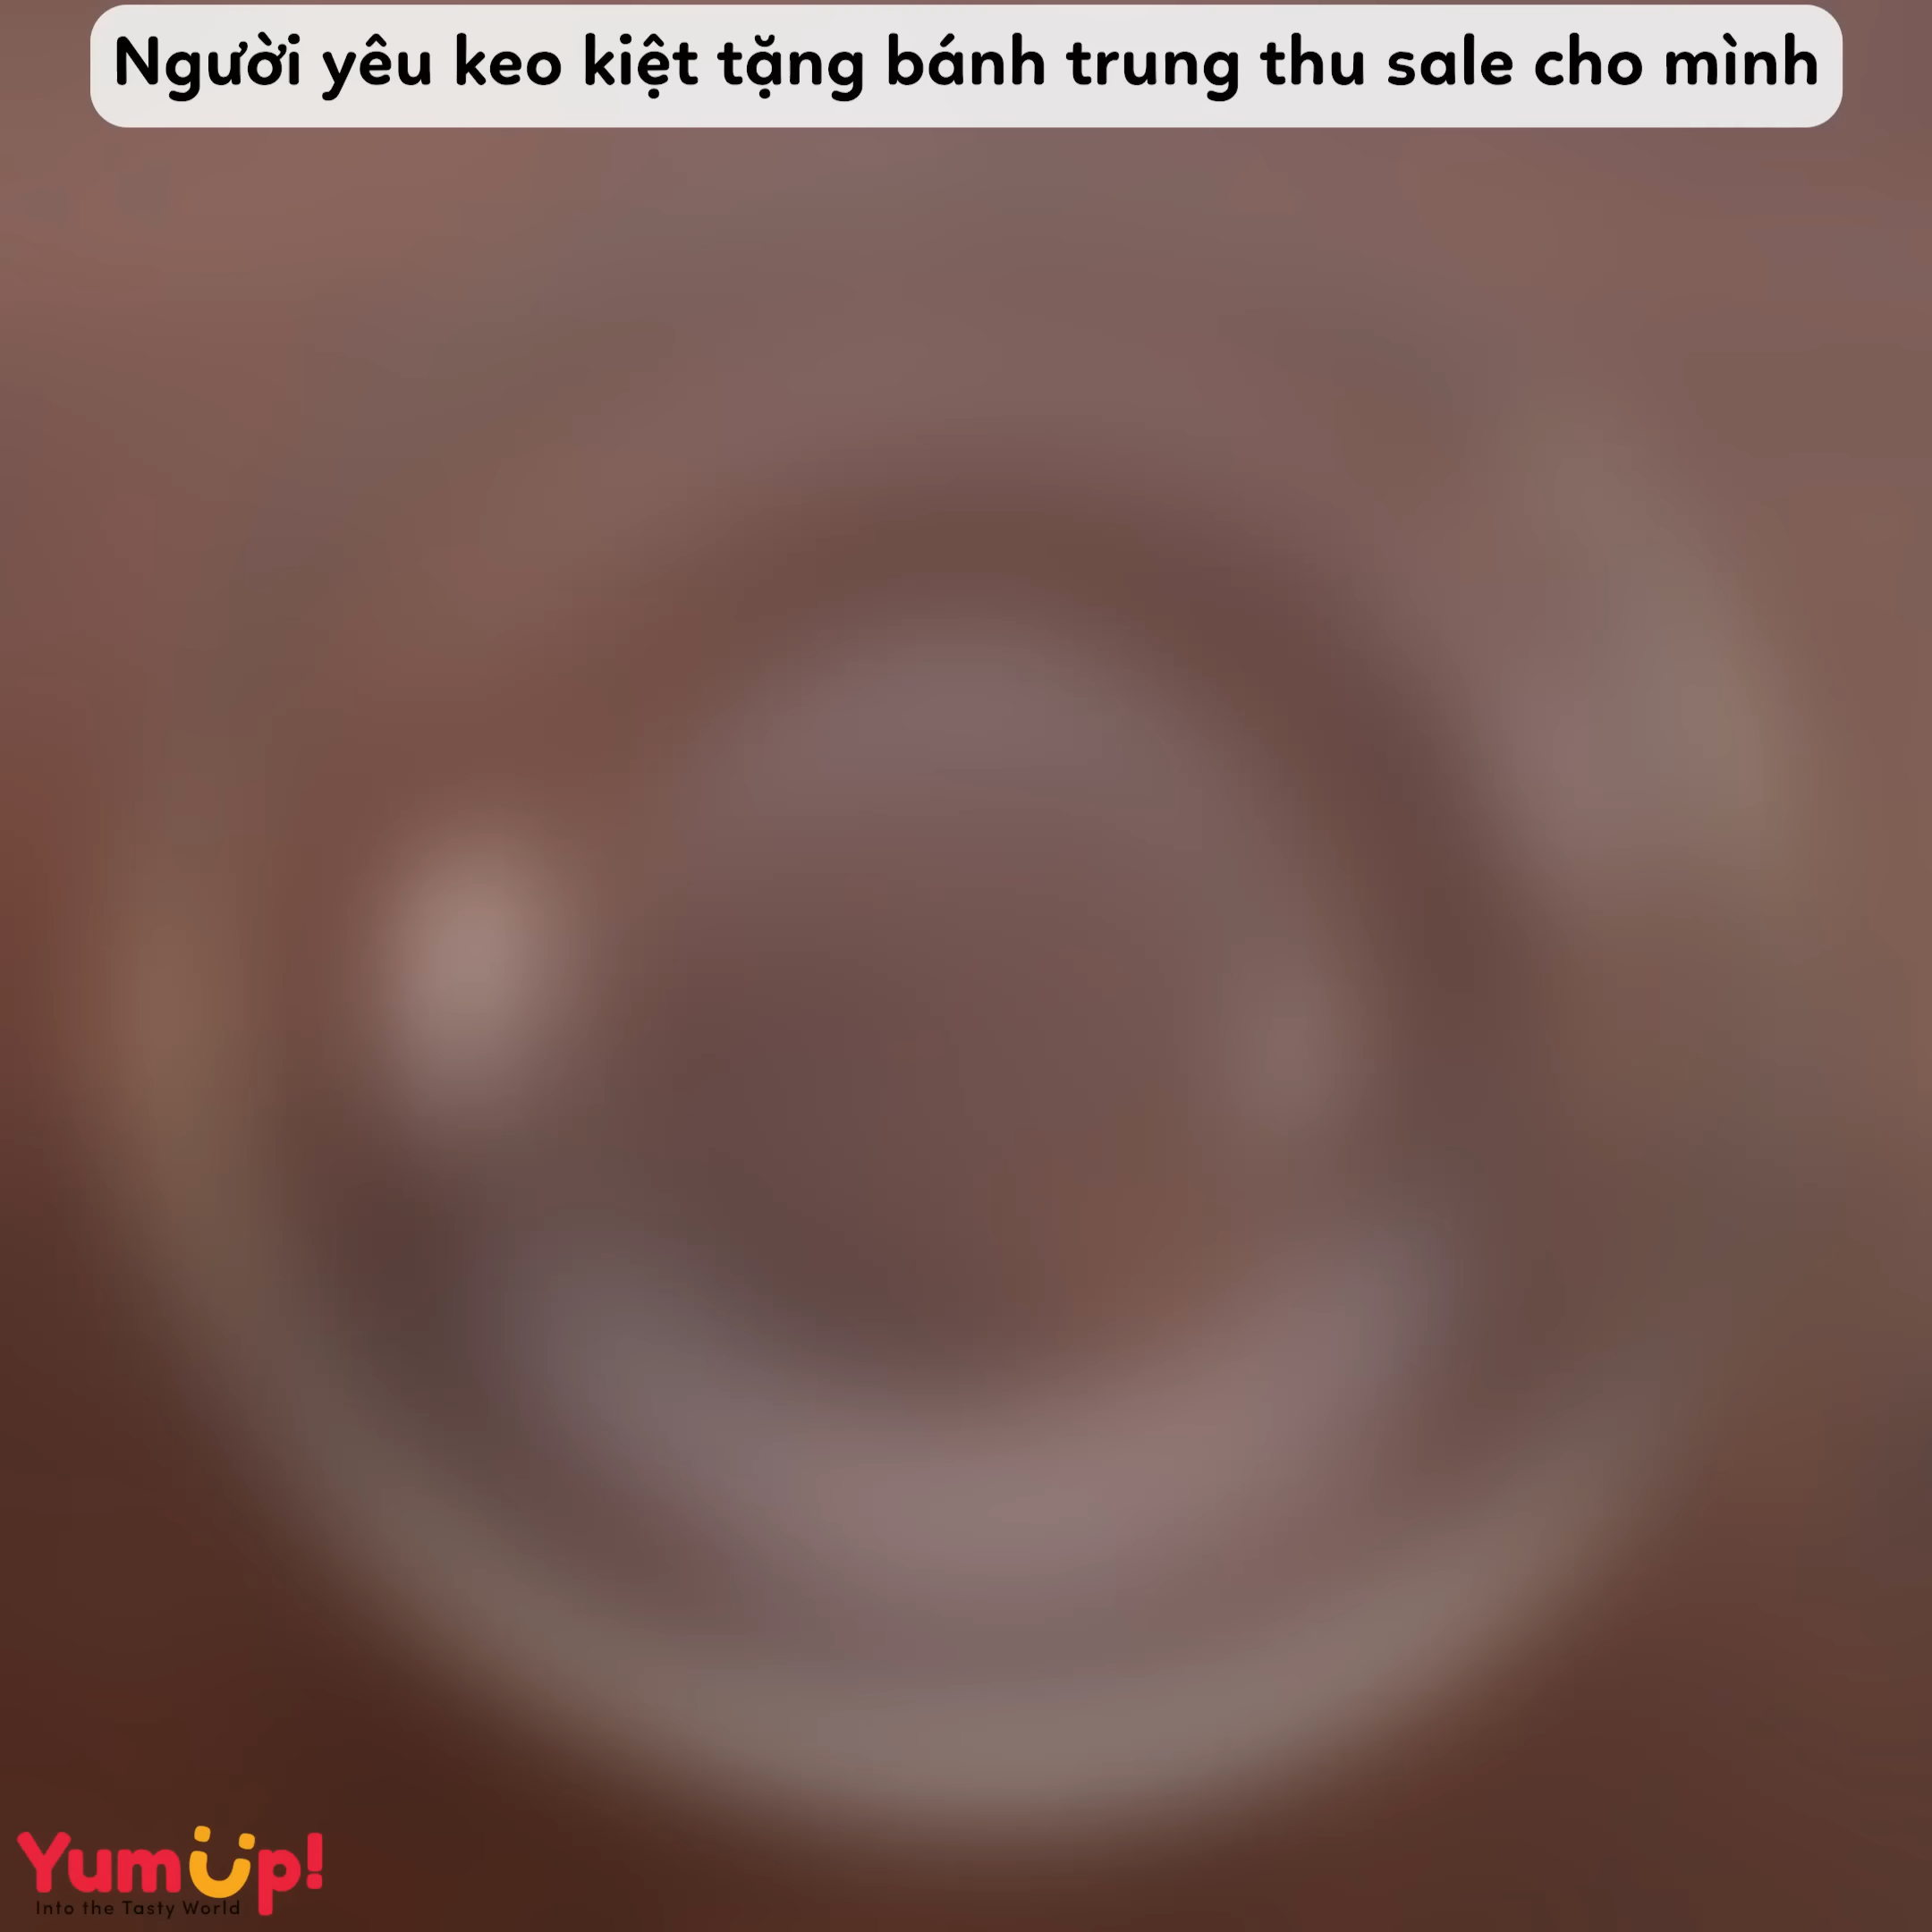 Người yêu keo kiệt tặng bánh trung thu sale cho mình
YumUp!
Into the Tasty World